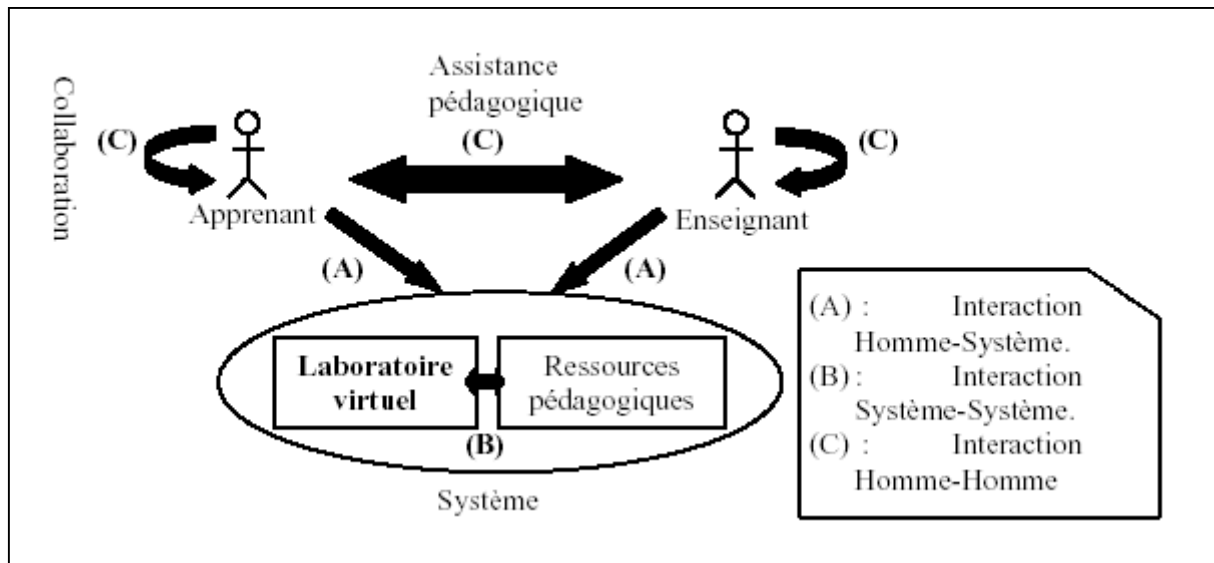 Assistance
pédagogique
Collaboration
(C)
(C)
(C)
Apprenant
Enseignant
(A)
(A)
(A) : Interaction
Homme-Système.
(B) : Interaction
Système-Système.
(C) : Interaction
Homme-Homme
Laboratoire
virtuel
Ressources
pédagogiques
(B)
Système